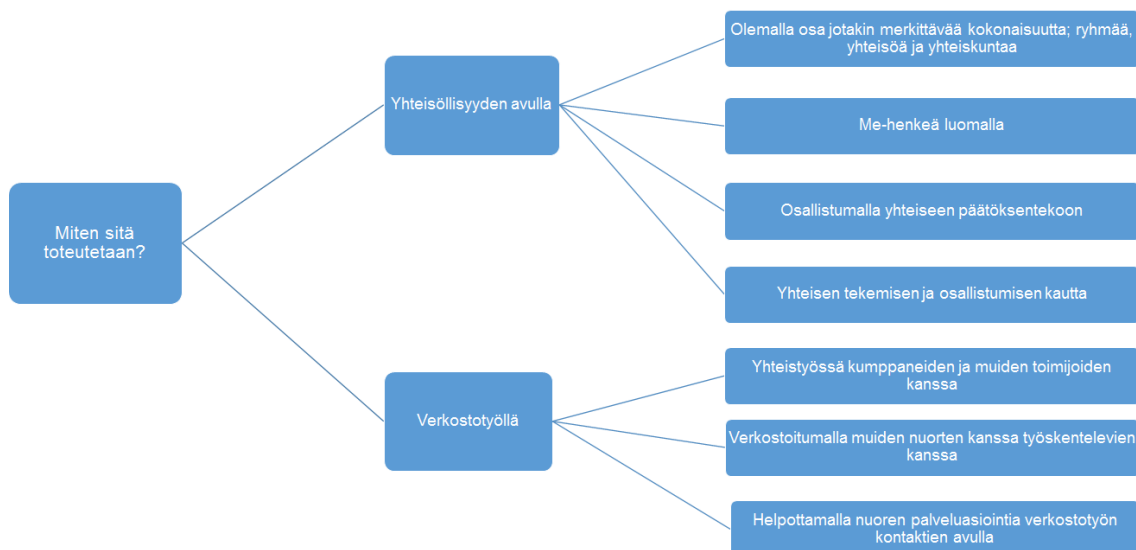 Miten sitä
toteutetaan?
Yhteisöllisyyden avulla
Olemalla osa jotakin merkittävää kokonaisuutta; ryhmää,
yhteisöä ja yhteiskuntaa
Me-henkeä luomalla
Osallistumalla yhteiseen päätöksentekoon
Yhteisen tekemisen ja osallistumisen kautta
Verkostotyöllä
Yhteistyössä kumppaneiden ja muiden toimijoiden
kanssa
Verkostoitumalla muiden nuorten kanssa työskentelevien
kanssa
Helpottamalla nuoren palveluasiointia verkostotyön
kontaktien avulla